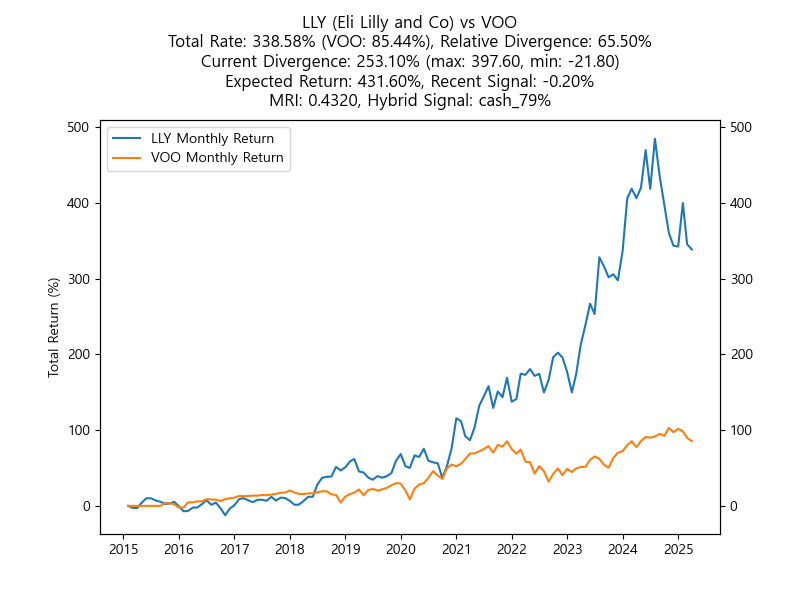 LLY (Eli Lilly and Co) vs VOO
Total Rate: 338.58% (VOO: 85.44%), Relative Divergence: 65.50%
Current Divergence: 253.10% (max: 397.60, min: -21.80)
Expected Return: 431.60%, Recent Signal: -0.20%
MRI: 0.4320, Hybrid Signal: cash_79%
LLY Monthly Return
VOO Monthly Return
Total Return (%)
500
400
300
200
100
0
500
400
300
200
100
0
2015 2016 2017 2018 2019 2020 2021 2022 2023 2024 2025